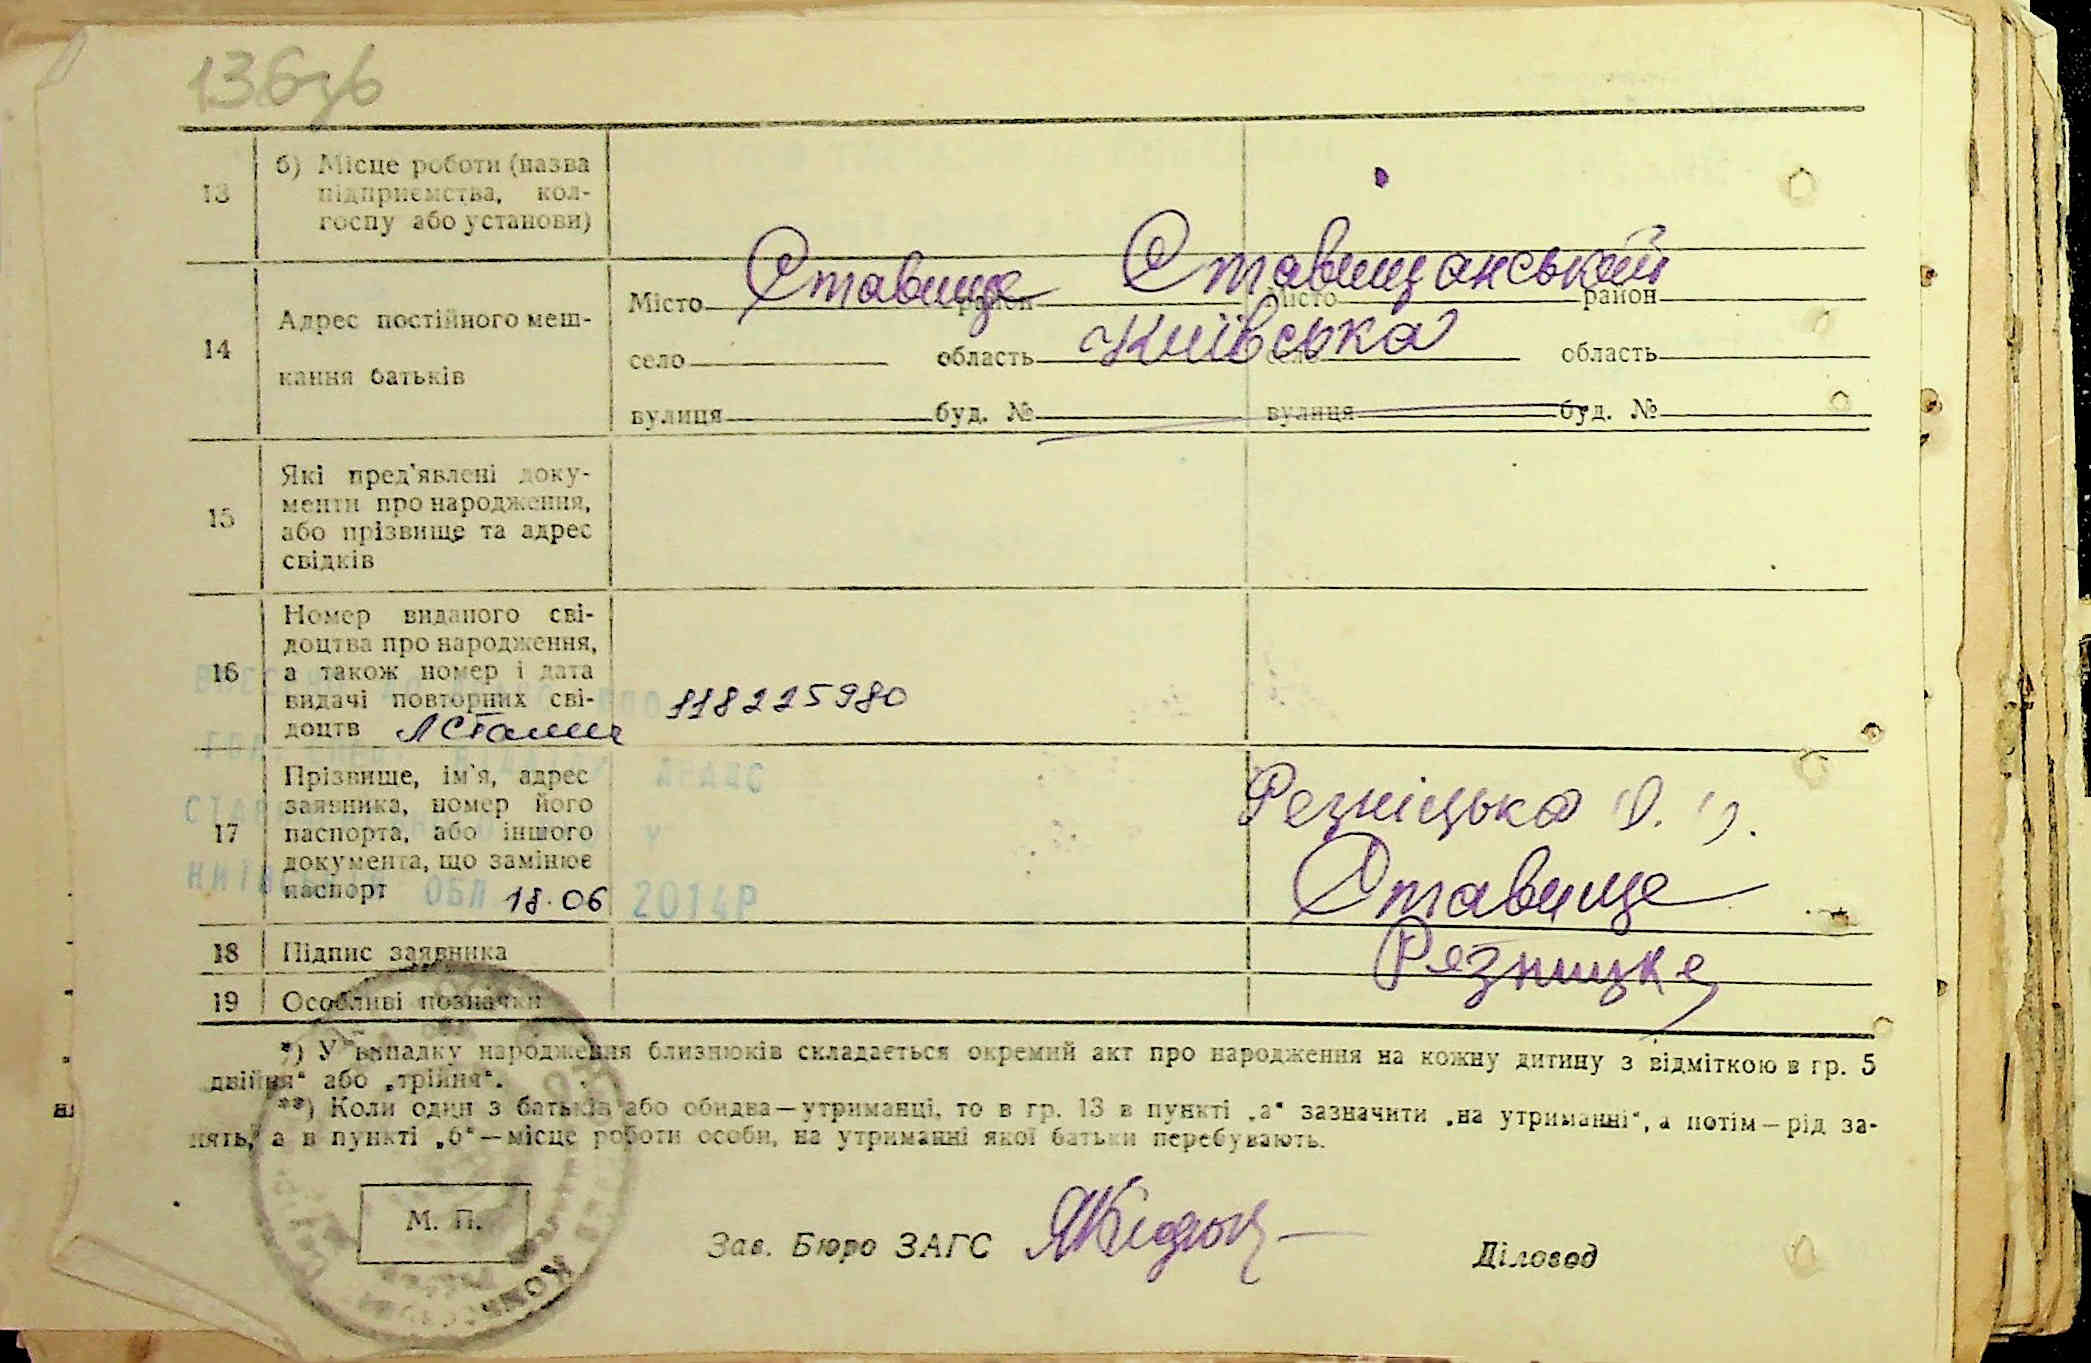 136зв
13
б) Місце роботи (назва
підприємства, кол-
госпу або установи)
14
Адрес постійного меш-
кання батьків
Місто Ставище район Ставищанський Місто район
село область Київська село область
вулиця буд. № вулиця буд. №
15
Які пред'явлені доку-
менти про народження,
або прізвище та адрес
свідків
16
Номер виданого сві-
доцтва про народження,
а також номер і дата
видачі повторних сві-
доцтв
118225980
17
Прізвище, ім'я, адрес
заявника, номер його
паспорта, або іншого
документа, що замінює
паспорт
ДРАЦС
ОБЛ 18.06 2014Р
Резніцька
Ставище
18 Підпис заявника Резницка
19 Особливі позначки
*) У випадку народження близнюків складається окремий акт про народження на кожну дитину з відміткою в гр. 5
двійня" або „трійня".
**) Коли один з батьків або обидва—утриманці, то в гр. 13 в пункті „а" зазначити „на утриманні", а потім—рід за-
нять, а в пункті „б"—місце роботи особи, на утриманні якої батьки перебувають.
М. П.
Зав. Бюро ЗАГС
Діловод